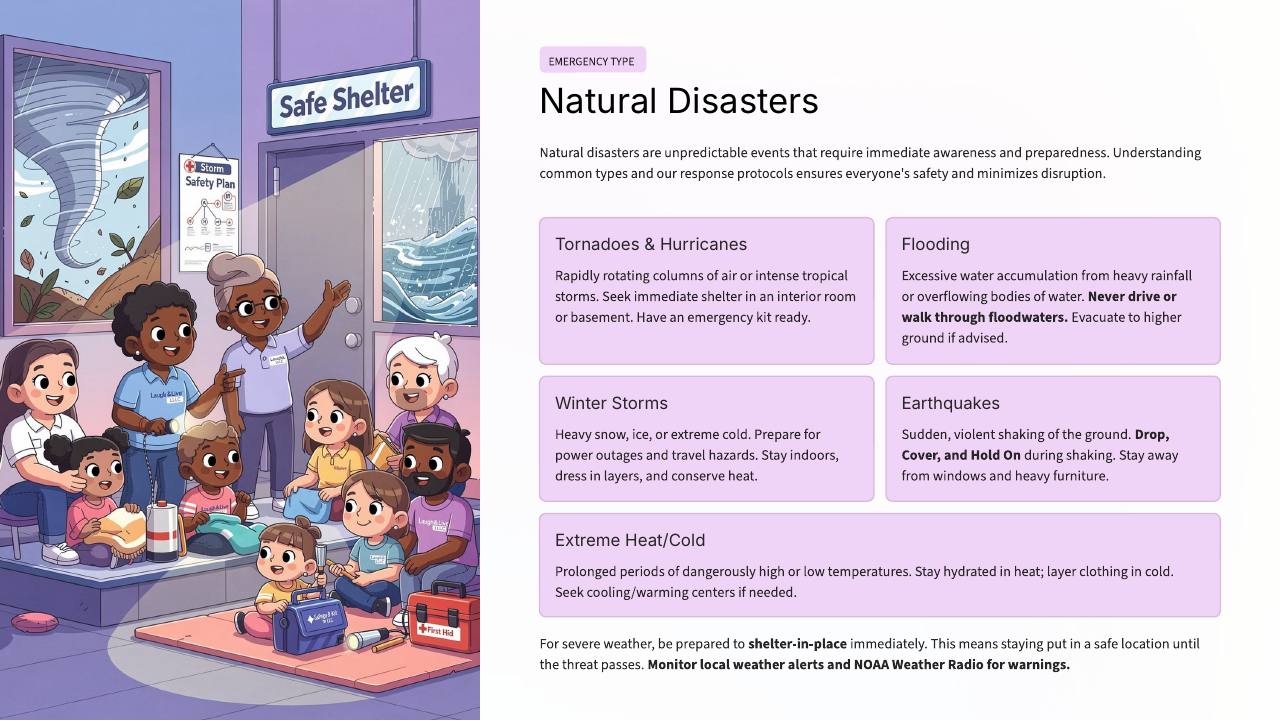 Safe Shelter
Storm
Safety Plan
Laugh&Live
LLLC
First Hid
EMERGENCY TYPE
Natural Disasters
Natural disasters are unpredictable events that require immediate awareness and preparedness. Understanding
common types and our response protocols ensures everyone's safety and minimizes disruption.
Tornadoes & Hurricanes
Rapidly rotating columns of air or intense tropical
storms. Seek immediate shelter in an interior room
or basement. Have an emergency kit ready.
Flooding
Excessive water accumulation from heavy rainfall
or overflowing bodies of water. Never drive or
walk through floodwaters. Evacuate to higher
ground if advised.
Winter Storms
Heavy snow, ice, or extreme cold. Prepare for
power outages and travel hazards. Stay indoors,
dress in layers, and conserve heat.
Earthquakes
Sudden, violent shaking of the ground. Drop,
Cover, and Hold On during shaking. Stay away
from windows and heavy furniture.
Extreme Heat/Cold
Prolonged periods of dangerously high or low temperatures. Stay hydrated in heat; layer clothing in cold.
Seek cooling/warming centers if needed.
For severe weather, be prepared to shelter-in-place immediately. This means staying put in a safe location until
the threat passes. Monitor local weather alerts and NOAA Weather Radio for warnings.